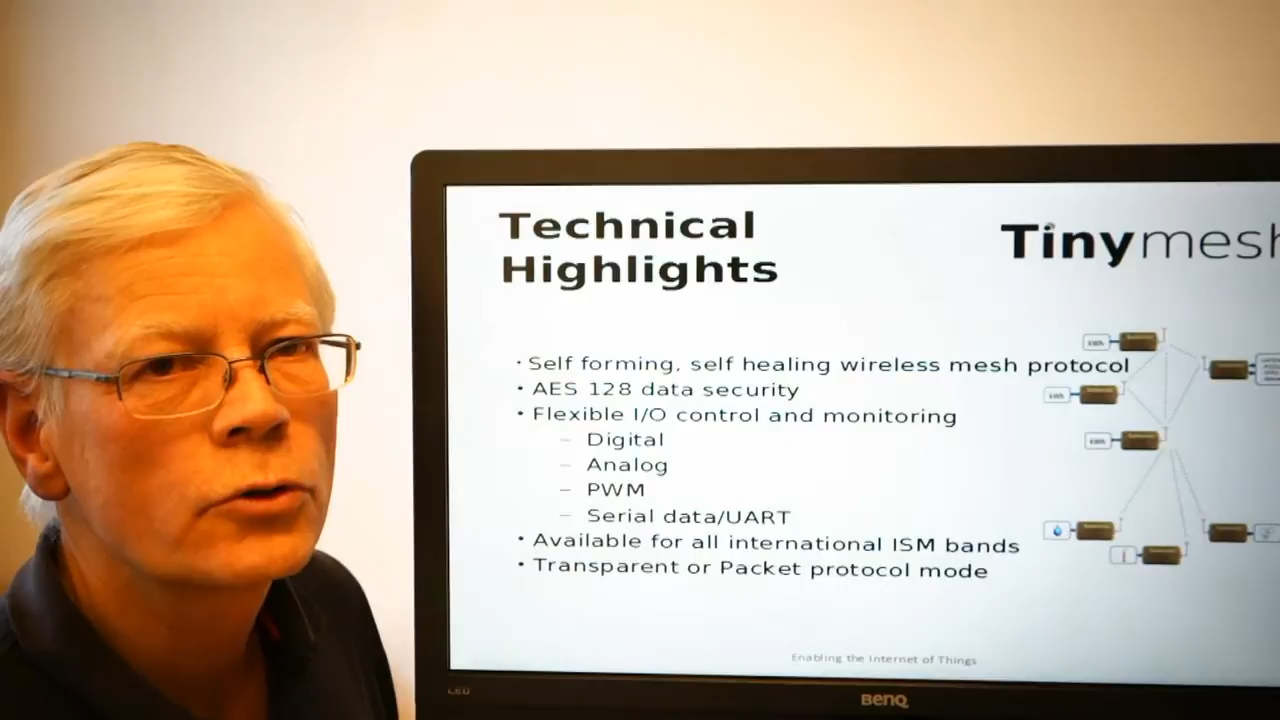 Technical
Highlights
Tinymesh
• Self forming, self healing wireless mesh protocol
• AES 128 data security
• Flexible I/O control and monitoring
– Digital
– Analog
– PWM
– Serial data/UART
• Available for all international ISM bands
• Transparent or Packet protocol mode
Enabling the Internet of Things
LED
BenQ